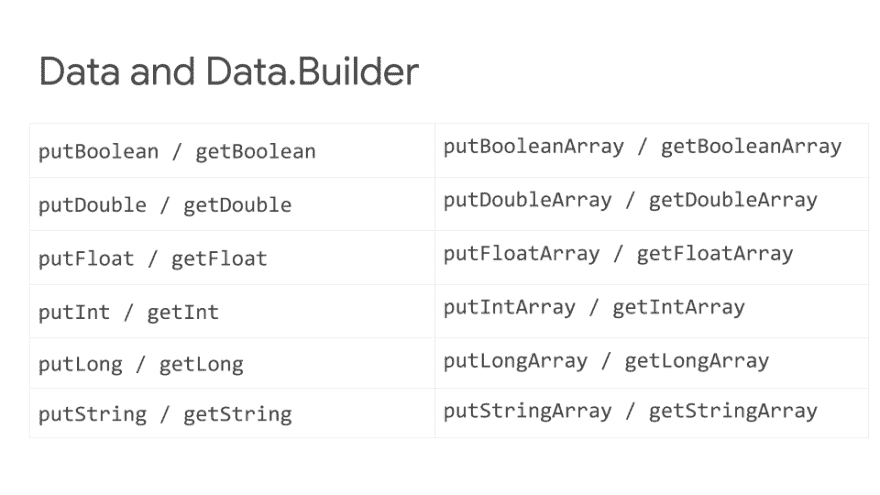 Data and Data.Builder
putBoolean / getBoolean
putBooleanArray / getBooleanArray
putDouble / getDouble
putDoubleArray / getDoubleArray
putFloat / getFloat
putFloatArray / getFloatArray
putInt / getInt
putIntArray / getIntArray
putLong / getLong
putLongArray / getLongArray
putString / getString
putStringArray / getStringArray